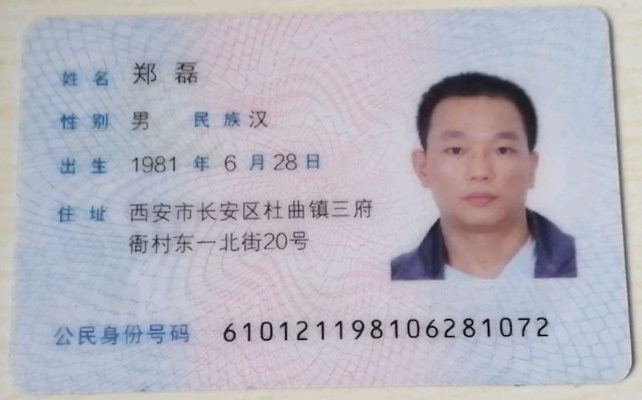 姓名 郑磊
性别 男 民族 汉
出生 1981 年 6 月 28 日
住址 西安市长安区杜曲镇三府
衙村东一北街20号
公民身份号码 610121198106281072